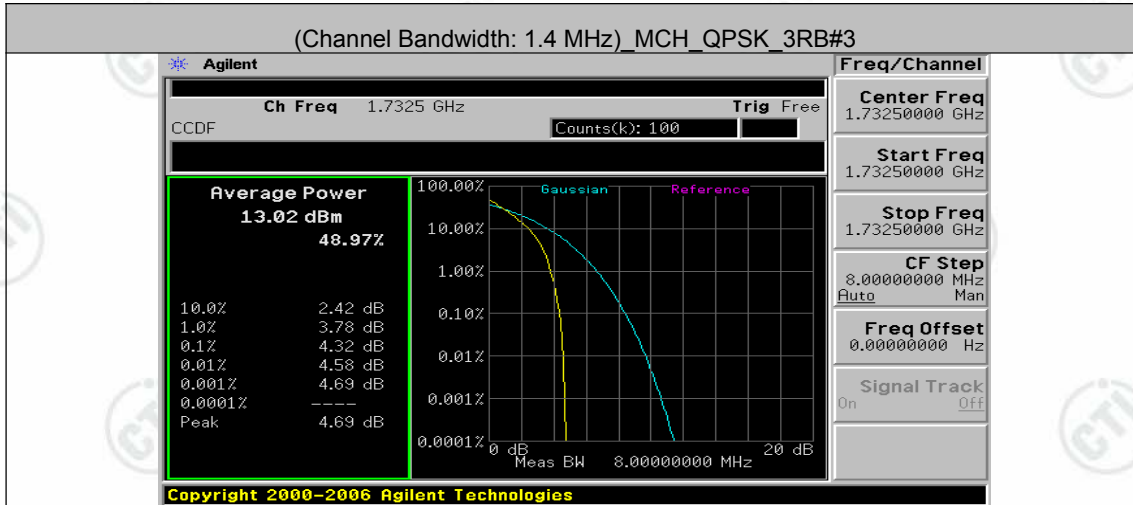 (Channel Bandwidth: 1.4 MHz)_MCH_QPSK_3RB#3
Agilent
Freq/Channel
Ch Freq 1.7325 GHz Trig Free
CCDF Counts(k): 100
Average Power
13.02 dBm
48.97%
10.0% 2.42 dB
1.0% 3.78 dB
0.1% 4.32 dB
0.01% 4.58 dB
0.001% 4.69 dB
0.0001% ----
Peak 4.69 dB
Gaussian Reference
100.00%
10.00%
1.00%
0.10%
0.01%
0.001%
0.0001%
0 dB 20 dB
Meas BW 8.00000000 MHz
Center Freq
1.73250000 GHz
Start Freq
1.73250000 GHz
Stop Freq
1.73250000 GHz
CF Step
8.00000000 MHz
Auto Man
Freq Offset
0.00000000 Hz
Signal Track
On Off
Copyright 2000-2006 Agilent Technologies
CTI
CTI